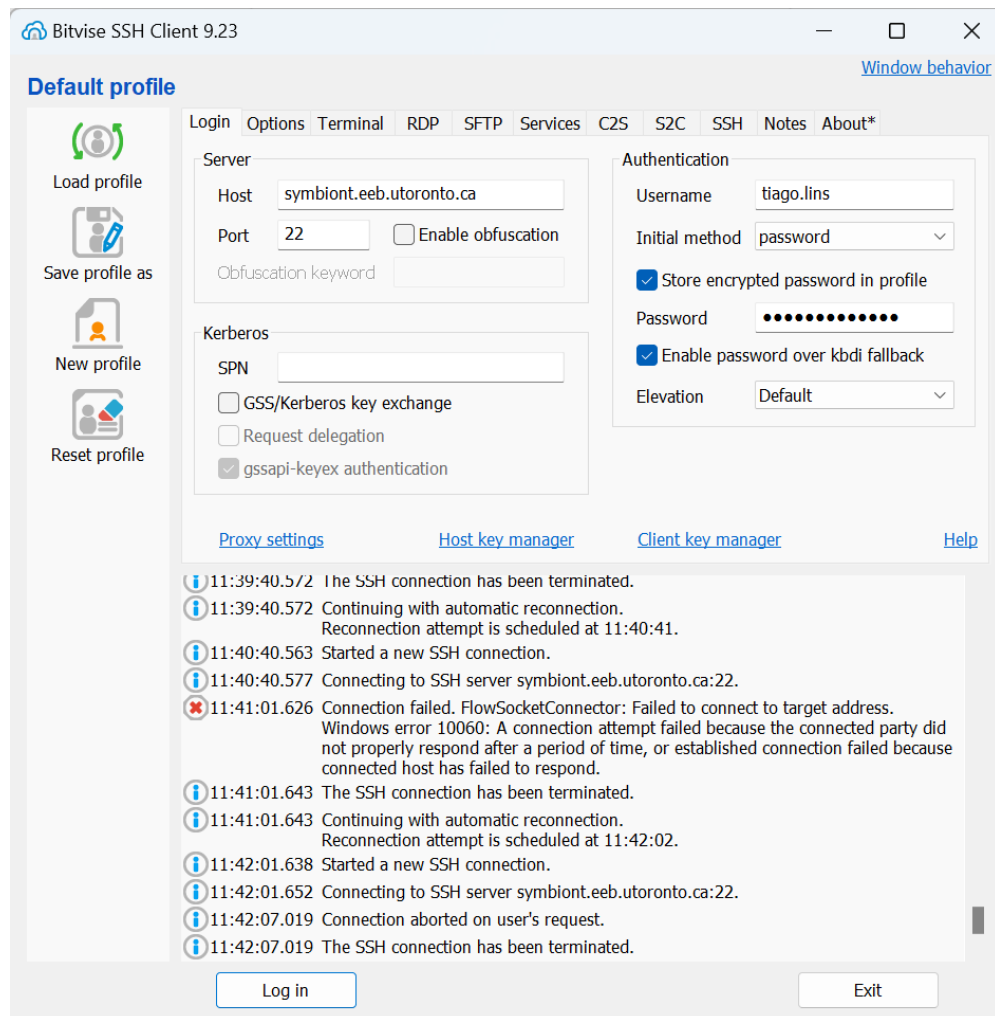 Bitvise SSH Client 9.23
Window behavior
Default profile
Load profile
Save profile as
New profile
Reset profile
Login Options Terminal RDP SFTP Services C2S S2C SSH Notes About*
Server
Host symbiont.eeb.utoronto.ca
Port 22 Enable obfuscation
Obfuscation keyword
Kerberos
SPN
GSS/Kerberos key exchange
Request delegation
gssapi-keyex authentication
Authentication
Username tiago.lins
Initial method password
Store encrypted password in profile
Password ●●●●●●●●●●●●●
Enable password over kbdi fallback
Elevation Default
Proxy settings Host key manager Client key manager Help
11:39:40.572 The SSH connection has been terminated.
11:39:40.572 Continuing with automatic reconnection.
Reconnection attempt is scheduled at 11:40:41.
11:40:40.563 Started a new SSH connection.
11:40:40.577 Connecting to SSH server symbiont.eeb.utoronto.ca:22.
11:41:01.626 Connection failed. FlowSocketConnector: Failed to connect to target address.
Windows error 10060: A connection attempt failed because the connected party did
not properly respond after a period of time, or established connection failed because
connected host has failed to respond.
11:41:01.643 The SSH connection has been terminated.
11:41:01.643 Continuing with automatic reconnection.
Reconnection attempt is scheduled at 11:42:02.
11:42:01.638 Started a new SSH connection.
11:42:01.652 Connecting to SSH server symbiont.eeb.utoronto.ca:22.
11:42:07.019 Connection aborted on user's request.
11:42:07.019 The SSH connection has been terminated.
Log in Exit